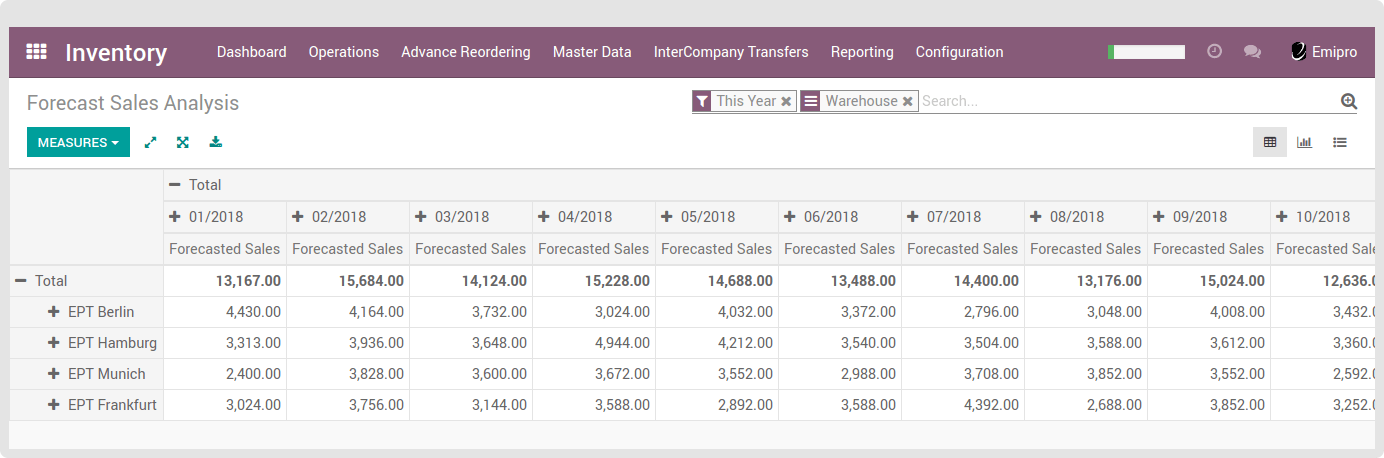 Inventory Dashboard Operations Advance Reordering Master Data InterCompany Transfers Reporting Configuration Emipro
Forecast Sales Analysis This Year Warehouse Search...
MEASURES
Total
01/2018 02/2018 03/2018 04/2018 05/2018 06/2018 07/2018 08/2018 09/2018 10/2018
Forecasted Sales Forecasted Sales Forecasted Sales Forecasted Sales Forecasted Sales Forecasted Sales Forecasted Sales Forecasted Sales Forecasted Sales Forecasted
Total 13,167.00 15,684.00 14,124.00 15,228.00 14,688.00 13,488.00 14,400.00 13,176.00 15,024.00 12,636.
EPT Berlin 4,430.00 4,164.00 3,732.00 3,024.00 4,032.00 3,372.00 2,796.00 3,048.00 4,008.00 3,432.
EPT Hamburg 3,313.00 3,936.00 3,648.00 4,944.00 4,212.00 3,540.00 3,504.00 3,588.00 3,612.00 3,360.
EPT Munich 2,400.00 3,828.00 3,600.00 3,672.00 3,552.00 2,988.00 3,708.00 3,852.00 3,552.00 2,592.
EPT Frankfurt 3,024.00 3,756.00 3,144.00 3,588.00 2,892.00 3,588.00 4,392.00 2,688.00 3,852.00 3,252.